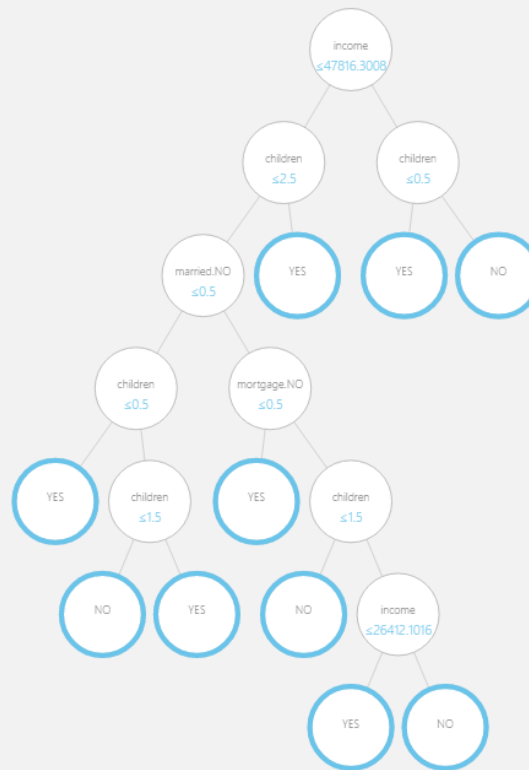 income
≤47816.3008
children
≤2.5
children
≤0.5
married.NO
≤0.5
YES
YES
NO
children
≤0.5
mortgage.NO
≤0.5
YES
children
≤1.5
YES
children
≤1.5
NO
YES
NO
income
≤26412.1016
YES
NO